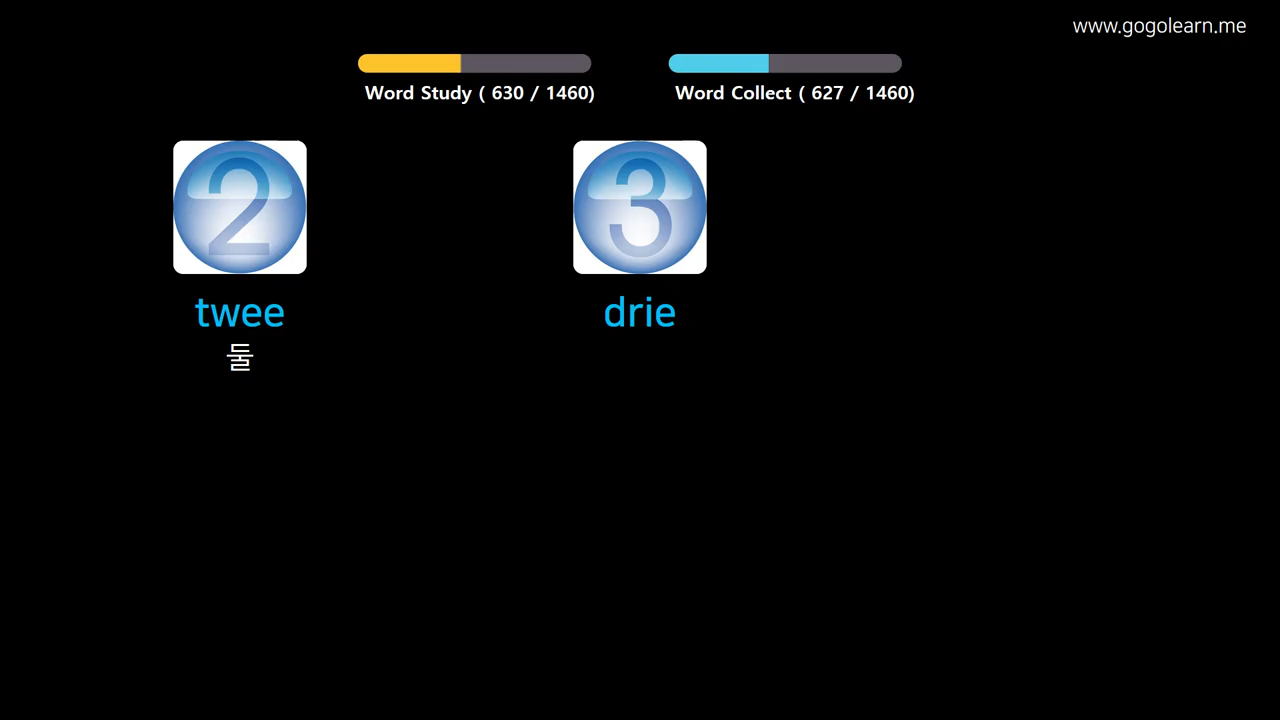 www.gogolearn.me
Word Study ( 630 / 1460)
Word Collect ( 627 / 1460)
2
3
twee
drie
둘